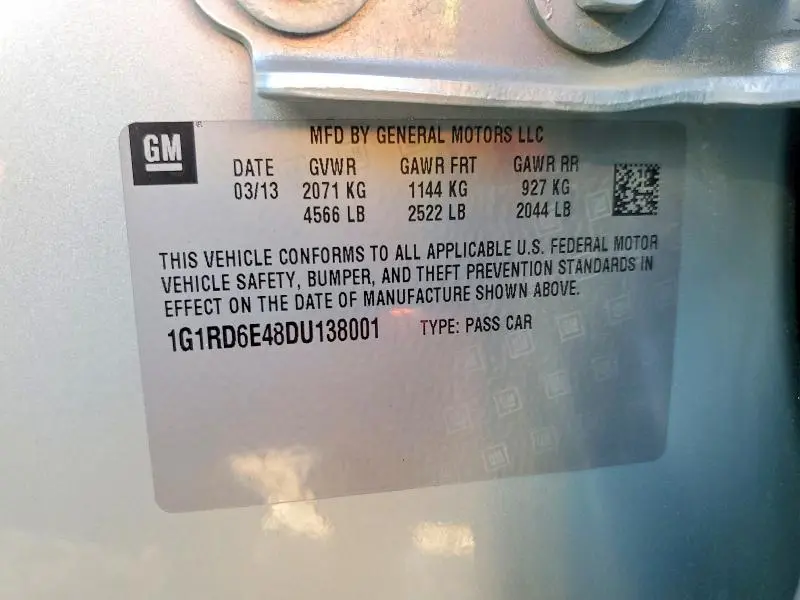 GM
MFD BY GENERAL MOTORS LLC
DATE GVWR GAWR FRT GAWR RR
03/13 2071 KG 1144 KG 927 KG
4566 LB 2522 LB 2044 LB
THIS VEHICLE CONFORMS TO ALL APPLICABLE U.S. FEDERAL MOTOR
VEHICLE SAFETY, BUMPER, AND THEFT PREVENTION STANDARDS IN
EFFECT ON THE DATE OF MANUFACTURE SHOWN ABOVE.
1G1RD6E48DU138001 TYPE: PASS CAR